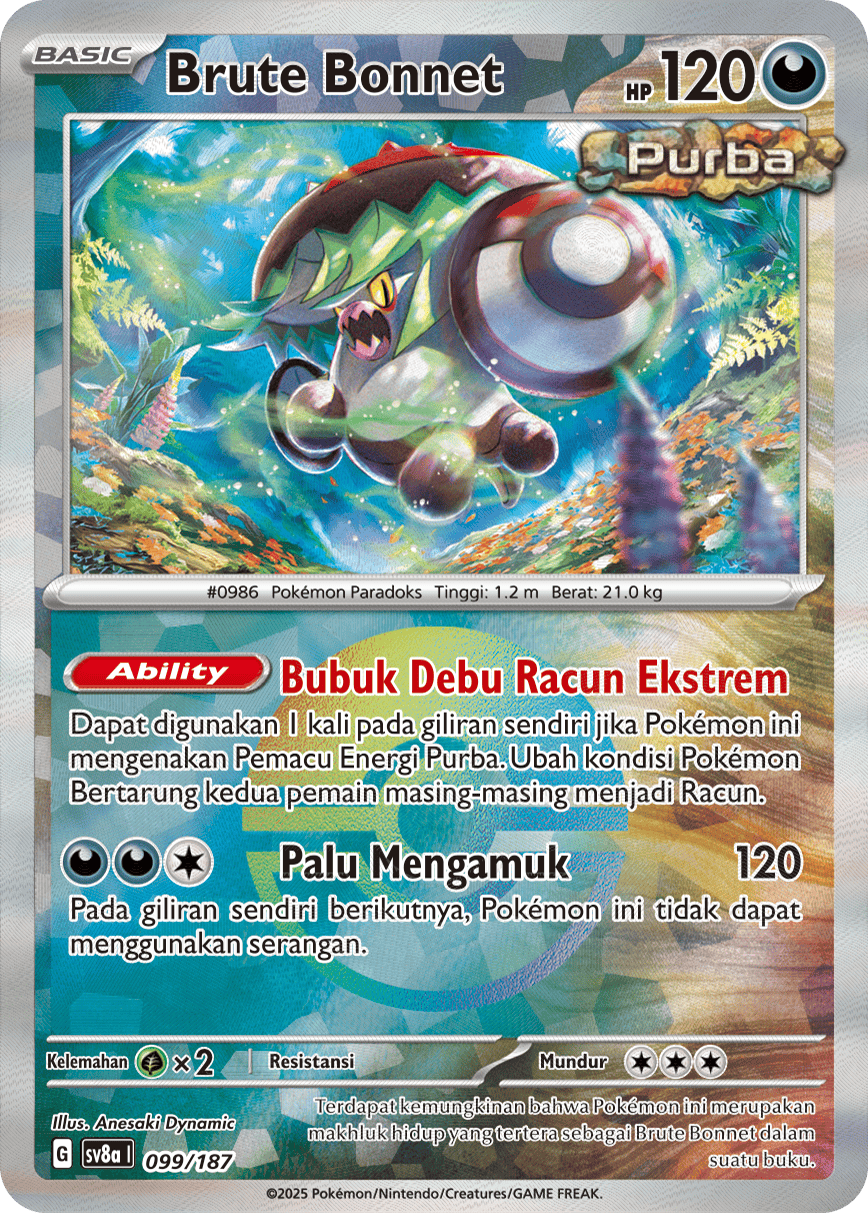 BASIC
Brute Bonnet
HP 120
Purba
#0986 Pokémon Paradoks Tinggi: 1.2 m Berat: 21.0 kg
Ability Bubuk Debu Racun Ekstrem
Dapat digunakan 1 kali pada giliran sendiri jika Pokémon ini
mengenakan Pemacu Energi Purba. Ubah kondisi Pokémon
Bertarung kedua pemain masing-masing menjadi Racun.
Palu Mengamuk 120
Pada giliran sendiri berikutnya, Pokémon ini tidak dapat
menggunakan serangan.
Kelemahan ×2 Resistansi Mundur
Illus. Anesaki Dynamic
G sv8a I 099/187
Terdapat kemungkinan bahwa Pokémon ini merupakan
makhluk hidup yang tertera sebagai Brute Bonnet dalam
suatu buku.
©2025 Pokémon/Nintendo/Creatures/GAME FREAK.